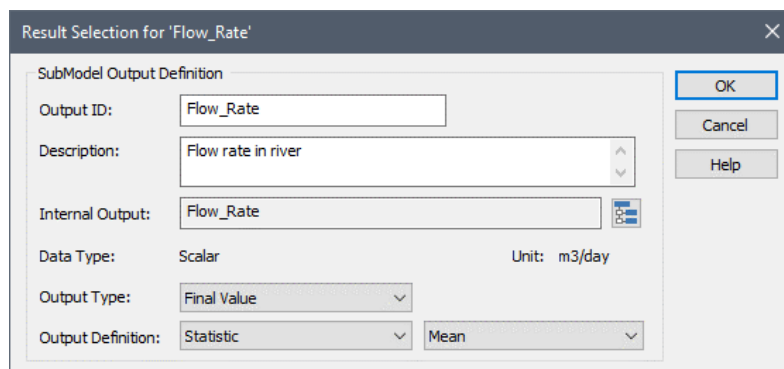 Result Selection for 'Flow_Rate'
SubModel Output Definition
Output ID: Flow_Rate
Description: Flow rate in river
Internal Output: Flow_Rate
Data Type: Scalar Unit: m3/day
Output Type: Final Value
Output Definition: Statistic Mean
OK
Cancel
Help